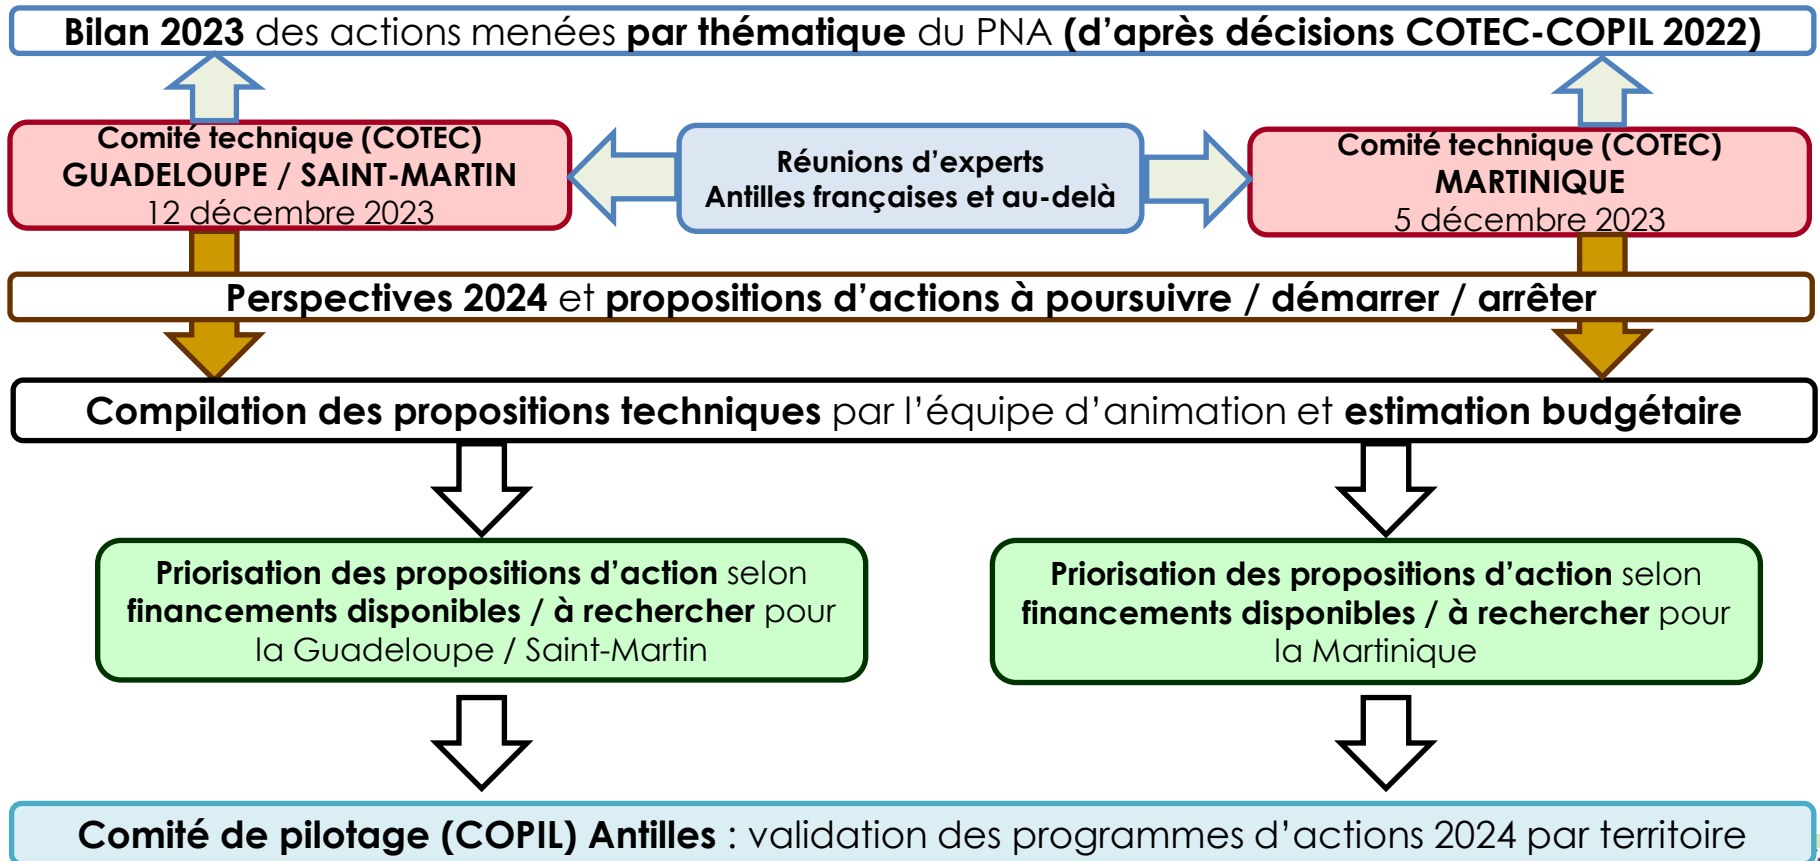 Bilan 2023 des actions menées par thématique du PNA (d’après décisions COTEC-COPIL 2022)
Comité technique (COTEC)
GUADELOUPE / SAINT-MARTIN
12 décembre 2023
Réunions d’experts
Antilles françaises et au-delà
Comité technique (COTEC)
MARTINIQUE
5 décembre 2023
Perspectives 2024 et propositions d’actions à poursuivre / démarrer / arrêter
Compilation des propositions techniques par l’équipe d’animation et estimation budgétaire
Priorisation des propositions d’action selon
financements disponibles / à rechercher pour
la Guadeloupe / Saint-Martin
Priorisation des propositions d’action selon
financements disponibles / à rechercher pour
la Martinique
Comité de pilotage (COPIL) Antilles : validation des programmes d’actions 2024 par territoire